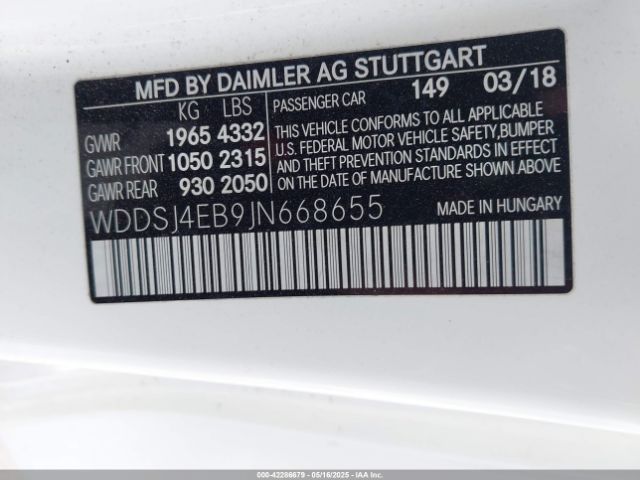 MFD BY DAIMLER AG STUTTGART
KG LBS
PASSENGER CAR 149 03/18
GVWR 1965 4332
GAWR FRONT 1050 2315
GAWR REAR 930 2050
THIS VEHICLE CONFORMS TO ALL APPLICABLE
U.S. FEDERAL MOTOR VEHICLE SAFETY,BUMPER
AND THEFT PREVENTION STANDARDS IN EFFECT
ON THE DATE OF MANUFACTURE SHOWN ABOVE
WDDSJ4EB9JN668655 MADE IN HUNGARY
000-42286679 - 05/16/2025 - IAAI.COM